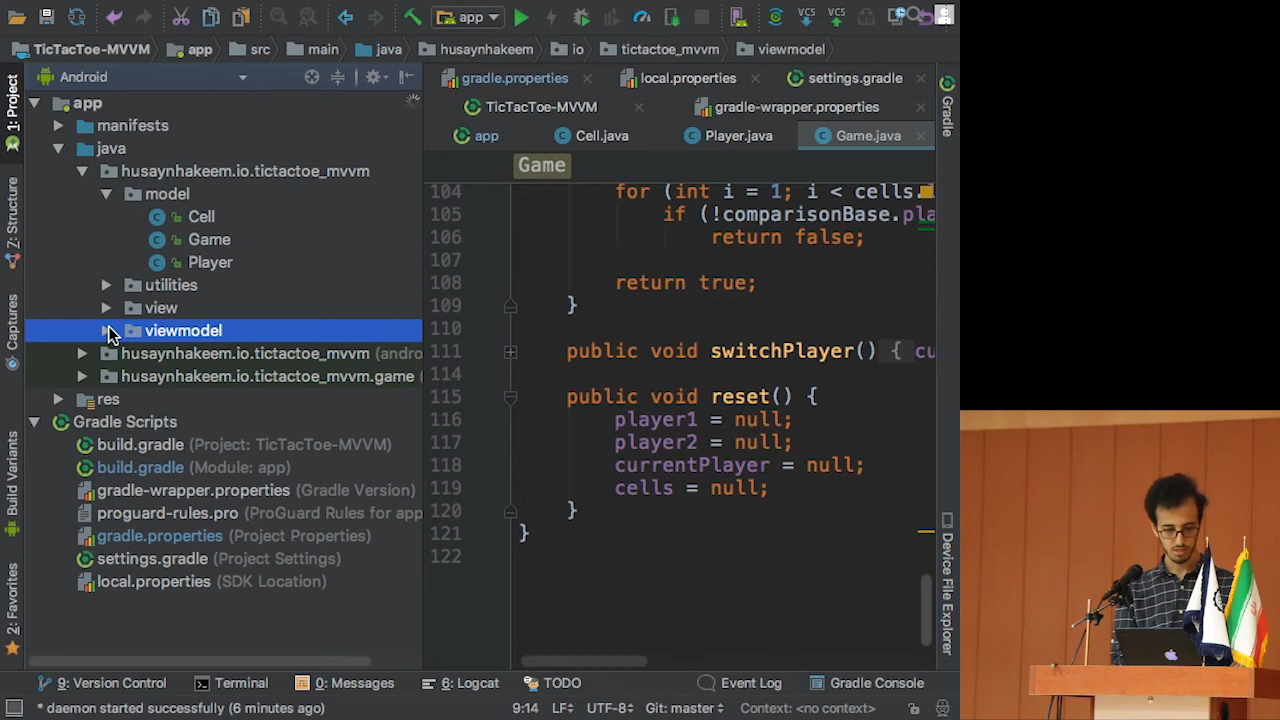 app
VCS
VCS
TicTacToe-MVVM
app
src
main
java
husaynhakeem
io
tictactoe_mvvm
viewmodel
1: Project
Z: Structure
Captures
Build Variants
2: Favorites
Android
app
manifests
java
husaynhakeem.io.tictactoe_mvvm
model
Cell
Game
Player
utilities
view
viewmodel
husaynhakeem.io.tictactoe_mvvm (andro
husaynhakeem.io.tictactoe_mvvm.game (
res
Gradle Scripts
build.gradle (Project: TicTacToe-MVVM)
build.gradle (Module: app)
gradle-wrapper.properties (Gradle Version)
proguard-rules.pro (ProGuard Rules for app
gradle.properties (Project Properties)
settings.gradle (Project Settings)
local.properties (SDK Location)
gradle.properties
local.properties
settings.gradle
TicTacToe-MVVM
gradle-wrapper.properties
app
Cell.java
Player.java
Game.java
Game
104 for (int i = 1; i < cells.
105 if (!comparisonBase.pla
106 return false;
107
108 return true;
109 }
110
111 public void switchPlayer() { cu
114
115 public void reset() {
116 player1 = null;
117 player2 = null;
118 currentPlayer = null;
119 cells = null;
120 }
121 }
122
Gradle
Device File Explorer
9: Version Control
Terminal
0: Messages
6: Logcat
TODO
Event Log
Gradle Console
* daemon started successfully (6 minutes ago)
9:14
LF
UTF-8
Git: master
Context: <no context>